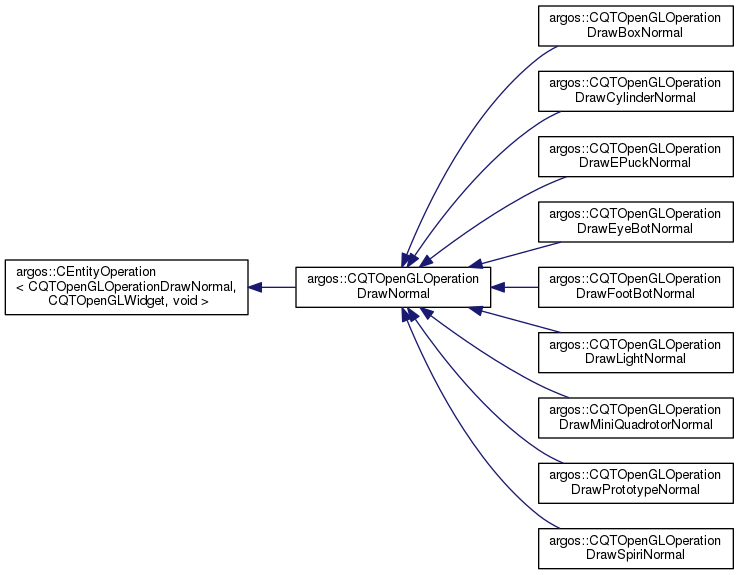 argos::CEntityOperation
< CQTOpenGLOperationDrawNormal,
CQTOpenGLWidget, void >
argos::CQTOpenGLOperation
DrawNormal
argos::CQTOpenGLOperation
DrawBoxNormal
argos::CQTOpenGLOperation
DrawCylinderNormal
argos::CQTOpenGLOperation
DrawEPuckNormal
argos::CQTOpenGLOperation
DrawEyeBotNormal
argos::CQTOpenGLOperation
DrawFootBotNormal
argos::CQTOpenGLOperation
DrawLightNormal
argos::CQTOpenGLOperation
DrawMiniQuadrotorNormal
argos::CQTOpenGLOperation
DrawPrototypeNormal
argos::CQTOpenGLOperation
DrawSpiriNormal